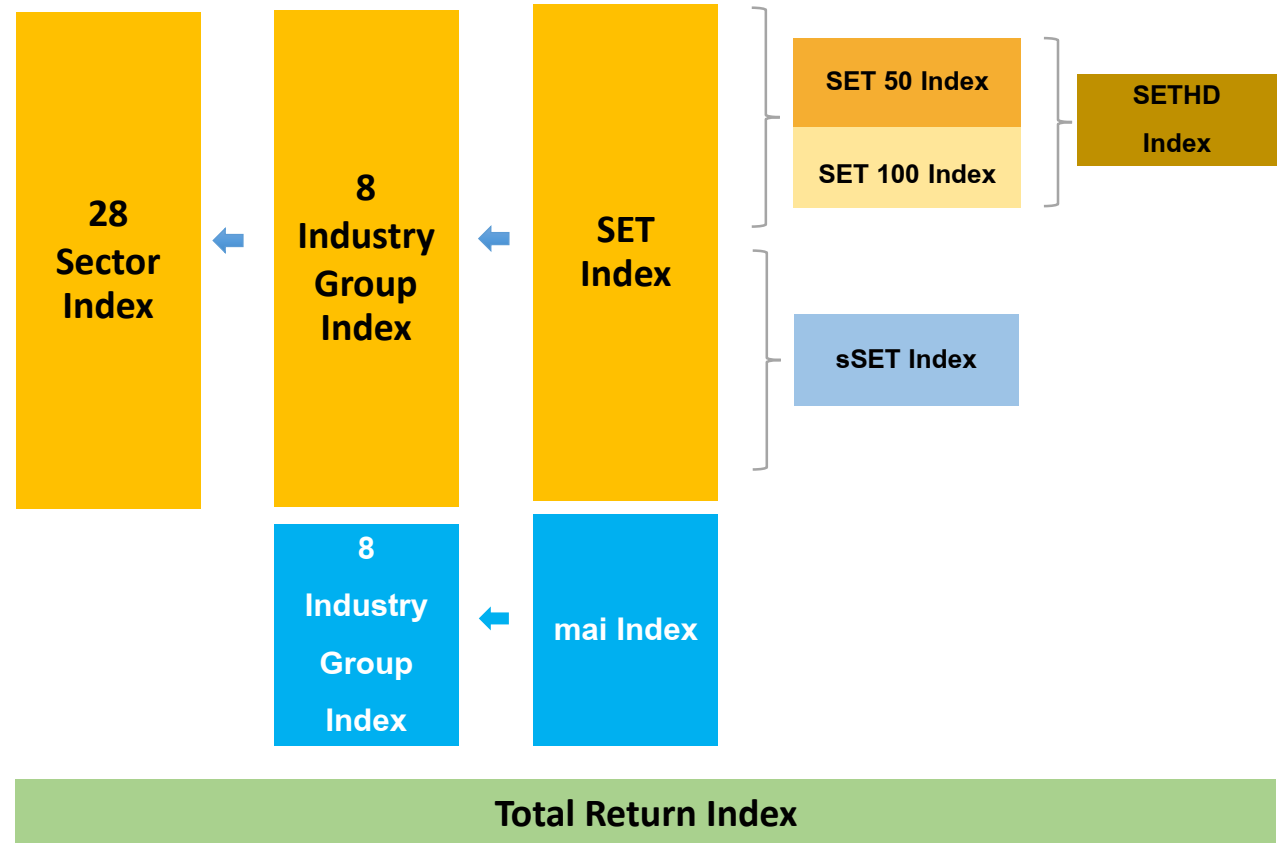 28
Sector
Index
8
Industry
Group
Index
SET
Index
SET 50 Index
SET 100 Index
SETHD
Index
sSET Index
8
Industry
Group
Index
mai Index
Total Return Index